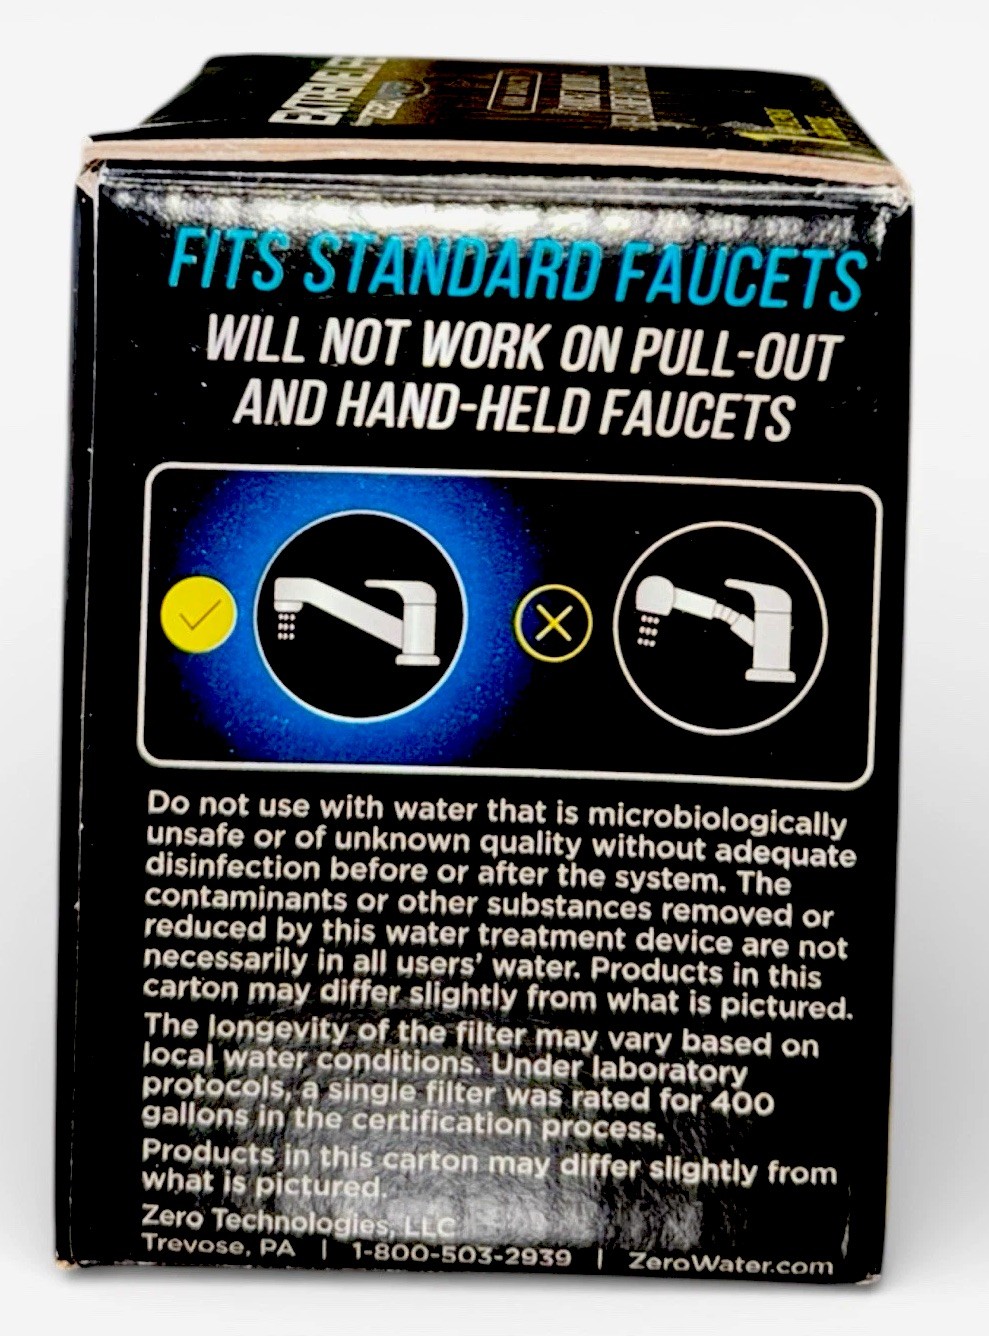 EXTREMELIFE
FITS STANDARD FAUCETS
WILL NOT WORK ON PULL-OUT
AND HAND-HELD FAUCETS
Do not use with water that is microbiologically
unsafe or of unknown quality without adequate
disinfection before or after the system. The
contaminants or other substances removed or
reduced by this water treatment device are not
necessarily in all users' water. Products in this
carton may differ slightly from what is pictured.
The longevity of the filter may vary based on
local water conditions. Under laboratory
protocols, a single filter was rated for 400
gallons in the certification process.
Products in this carton may differ slightly from
what is pictured.
Zero Technologies, LLC
Trevose, PA | 1-800-503-2939 | ZeroWater.com